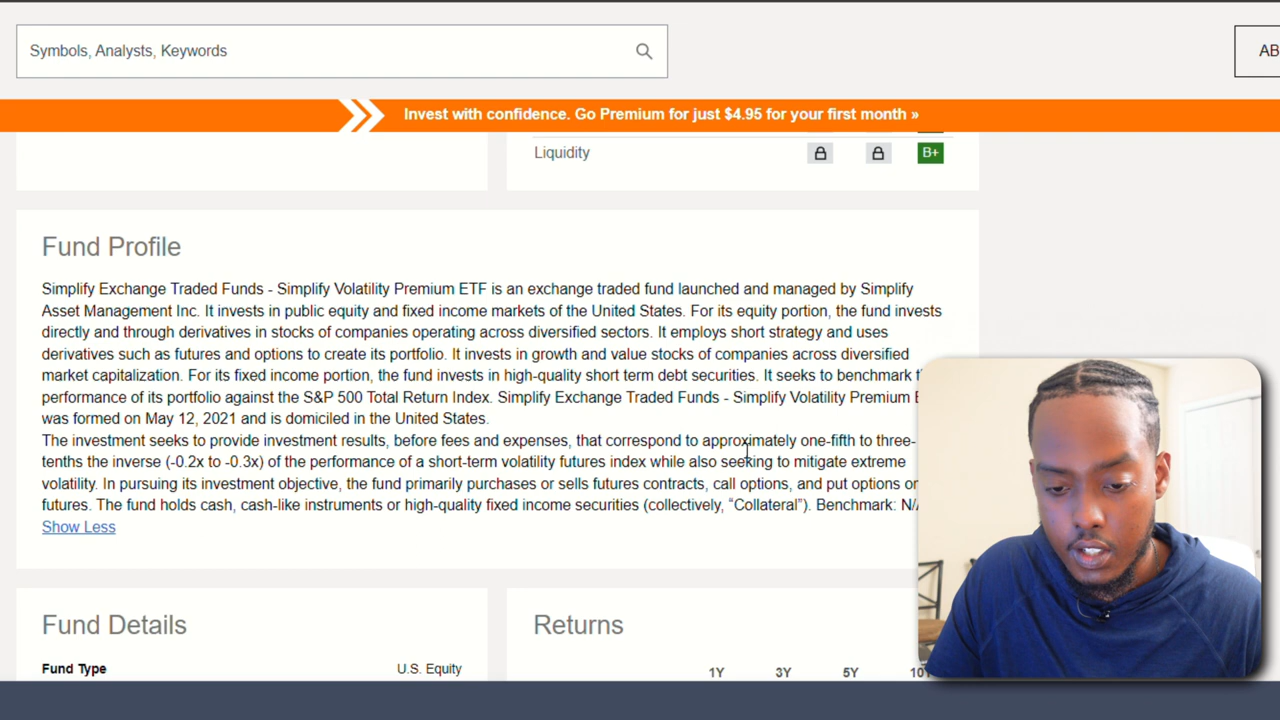 Symbols, Analysts, Keywords
AB
Invest with confidence. Go Premium for just $4.95 for your first month »
Liquidity
B+
Fund Profile
Simplify Exchange Traded Funds - Simplify Volatility Premium ETF is an exchange traded fund launched and managed by Simplify
Asset Management Inc. It invests in public equity and fixed income markets of the United States. For its equity portion, the fund invests
directly and through derivatives in stocks of companies operating across diversified sectors. It employs short strategy and uses
derivatives such as futures and options to create its portfolio. It invests in growth and value stocks of companies across diversified
market capitalization. For its fixed income portion, the fund invests in high-quality short term debt securities. It seeks to benchmark
performance of its portfolio against the S&P 500 Total Return Index. Simplify Exchange Traded Funds - Simplify Volatility Premium
was formed on May 12, 2021 and is domiciled in the United States.
The investment seeks to provide investment results, before fees and expenses, that correspond to approximately one-fifth to three-
tenths the inverse (-0.2x to -0.3x) of the performance of a short-term volatility futures index while also seeking to mitigate extreme
volatility. In pursuing its investment objective, the fund primarily purchases or sells futures contracts, call options, and put options on
futures. The fund holds cash, cash-like instruments or high-quality fixed income securities (collectively, “Collateral”). Benchmark:
Show Less
Fund Details
Returns
Fund Type
U.S. Equity
1Y
3Y
5Y